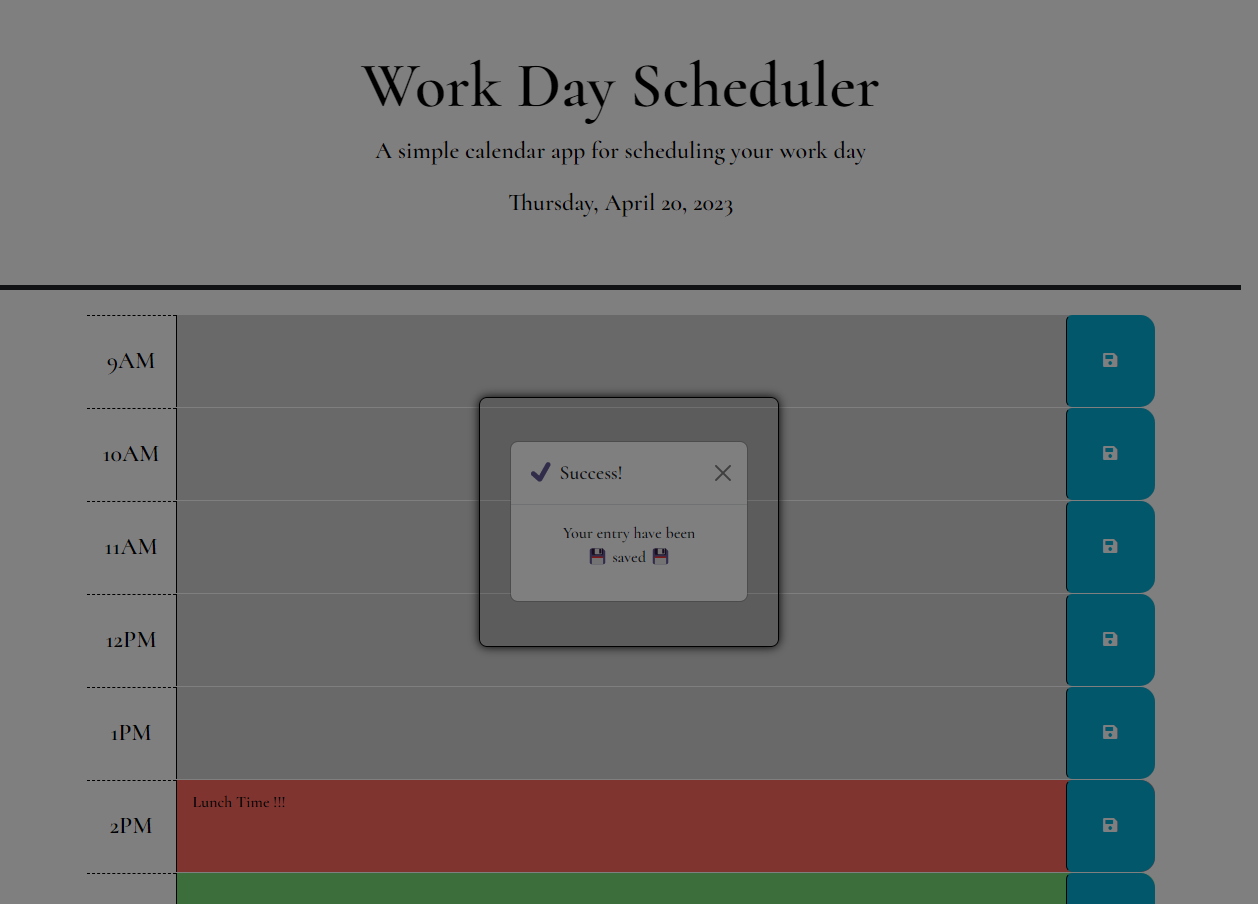 Work Day Scheduler
A simple calendar app for scheduling your work day
Thursday, April 20, 2023
9AM
10AM
Success!
11AM
Your entry have been
saved
12PM
1PM
Lunch Time !!!
2PM